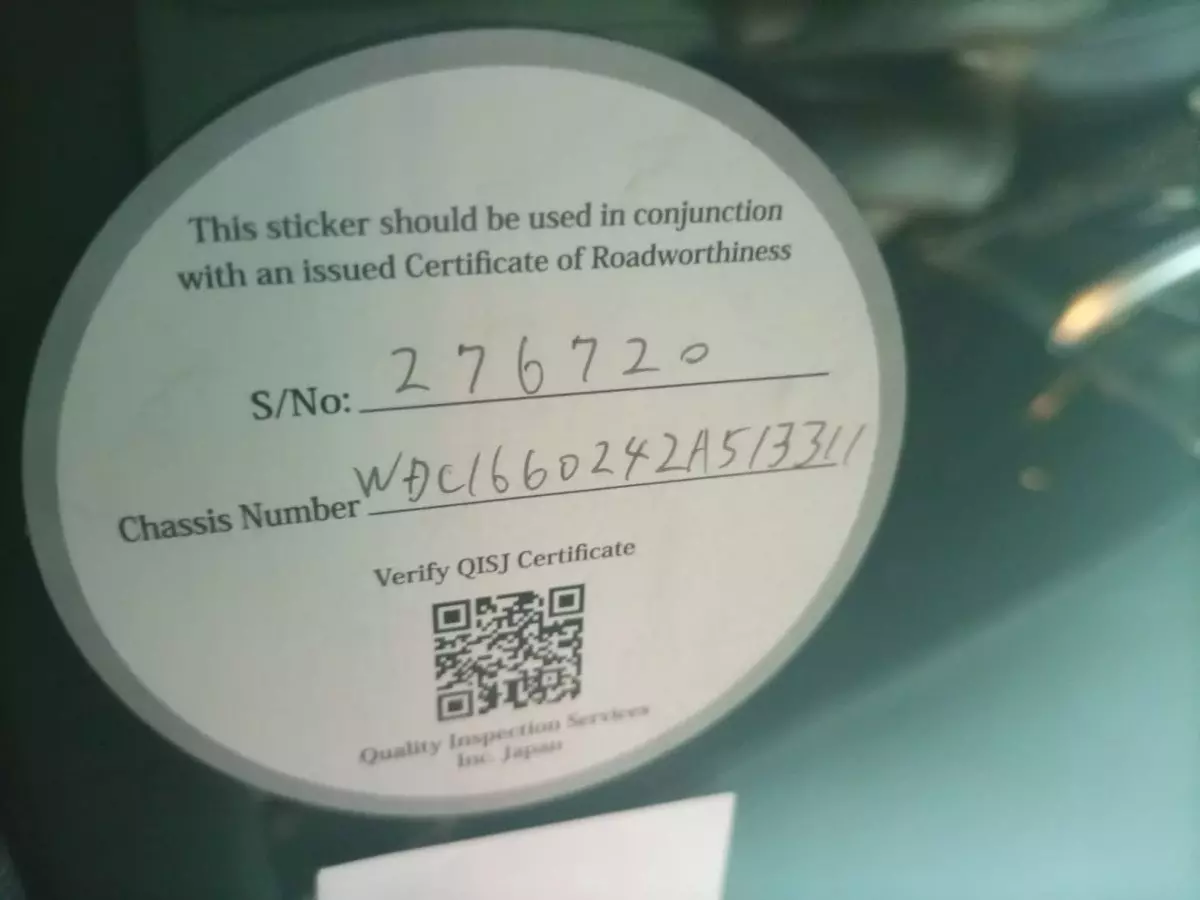 This sticker should be used in conjunction
with an issued Certificate of Roadworthiness
S/No: 276720
Chassis Number WDC1660242A513311
Verify QISJ Certificate
Quality Inspection Services
Inc. Japan